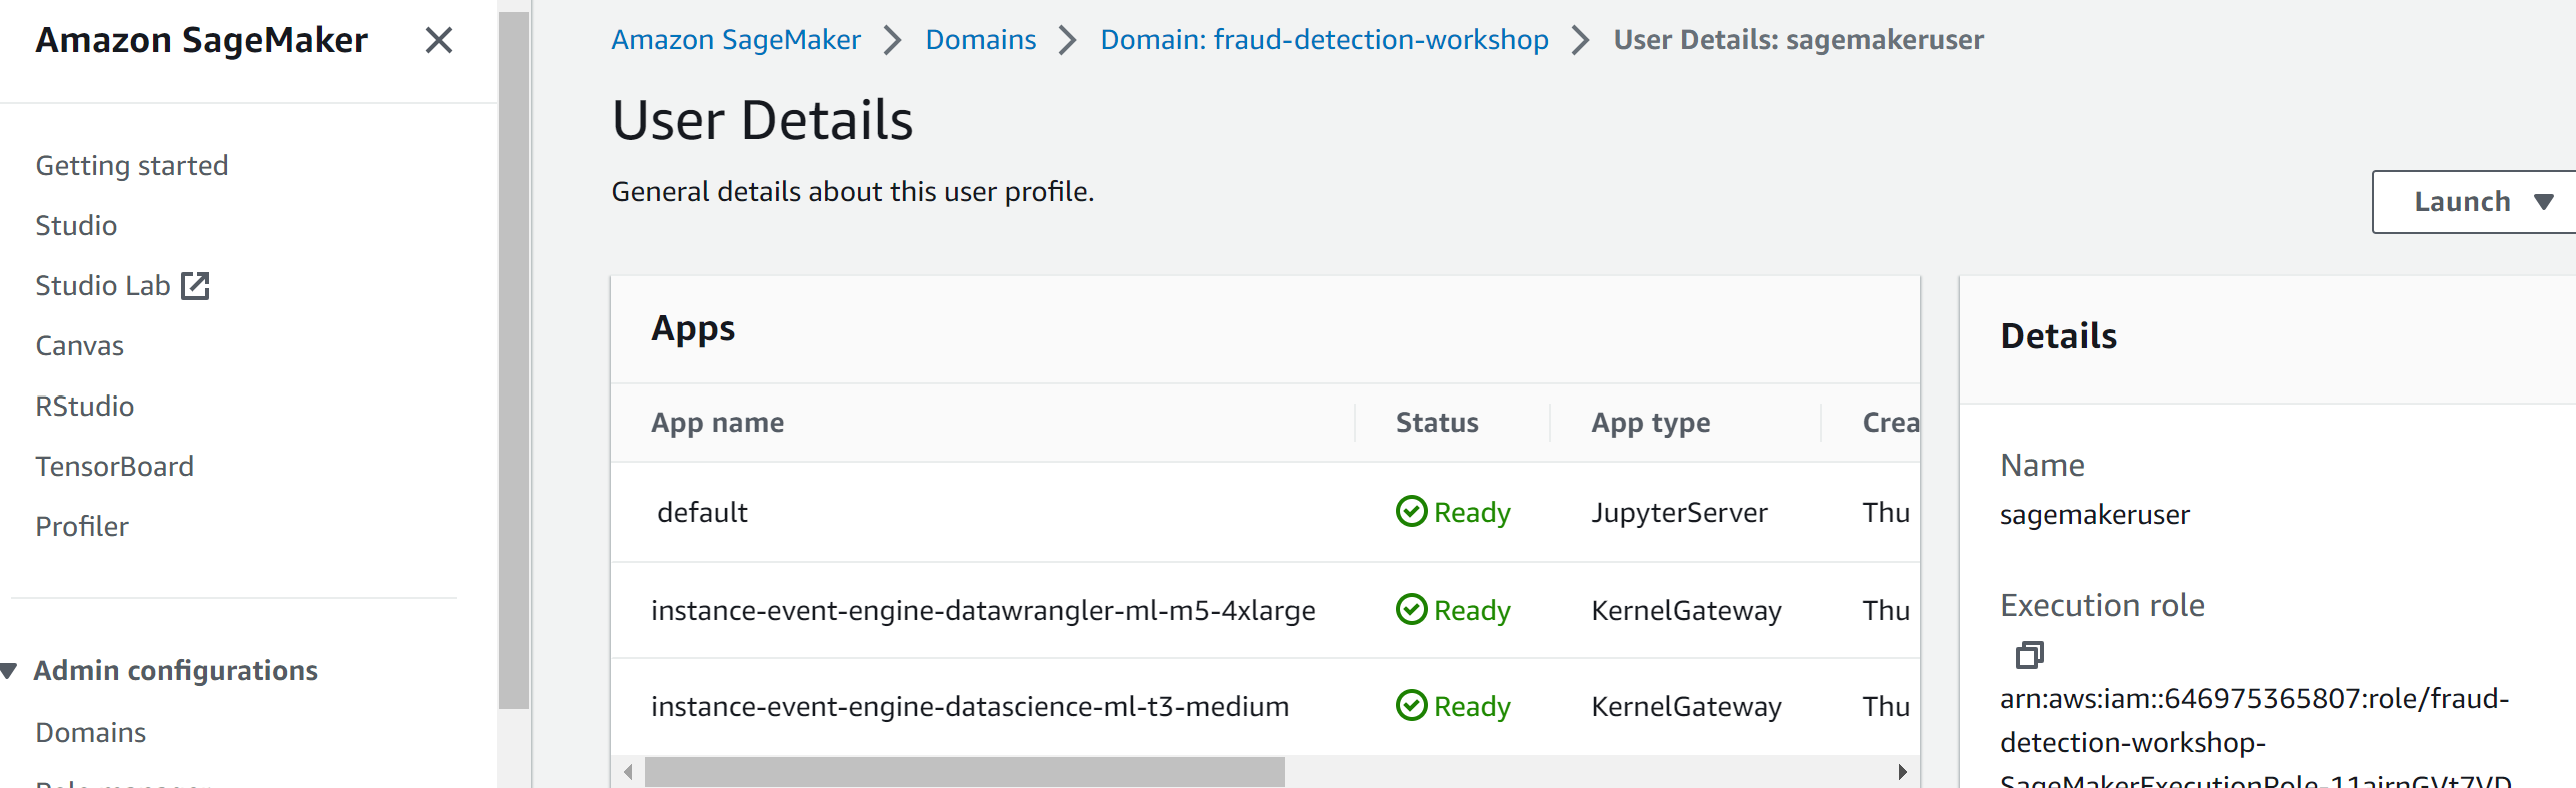 Amazon SageMaker
Getting started
Studio
Studio Lab
Canvas
RStudio
TensorBoard
Profiler
Admin configurations
Domains
Role manager
Amazon SageMaker > Domains > Domain: fraud-detection-workshop > User Details: sagemakeruser
User Details
General details about this user profile.
Launch
Apps
App name Status App type Crea
default Ready JupyterServer Thu
instance-event-engine-datawrangler-ml-m5-4xlarge Ready KernelGateway Thu
instance-event-engine-datascience-ml-t3-medium Ready KernelGateway Thu
Details
Name
sagemakeruser
Execution role
arn:aws:iam::646975365807:role/fraud-
detection-workshop-